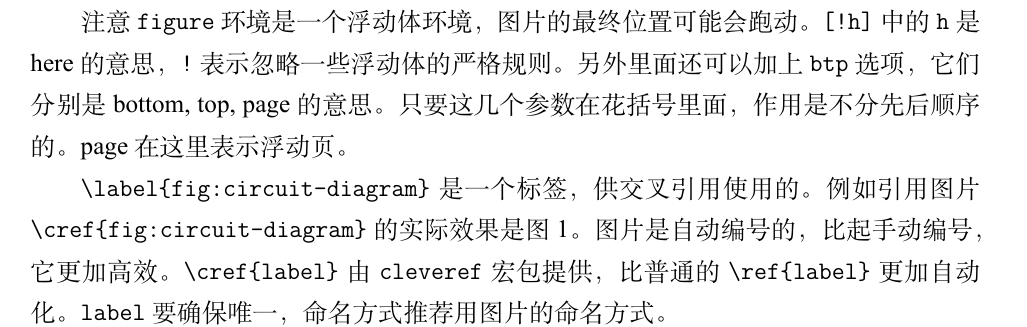 注意 figure 环境是一个浮动体环境，图片的最终位置可能会跑动。[!h] 中的 h 是
here 的意思，! 表示忽略一些浮动体的严格规则。另外里面还可以加上 btp 选项，它们
分别是 bottom, top, page 的意思。只要这几个参数在花括号里面，作用是不分先后顺序
的。page 在这里表示浮动页。
\label{fig:circuit-diagram} 是一个标签，供交叉引用使用的。例如引用图片
\cref{fig:circuit-diagram} 的实际效果是图 1。图片是自动编号的，比起手动编号，
它更加高效。\cref{label} 由 cleveref 宏包提供，比普通的 \ref{label} 更加自动
化。label 要确保唯一，命名方式推荐用图片的命名方式。